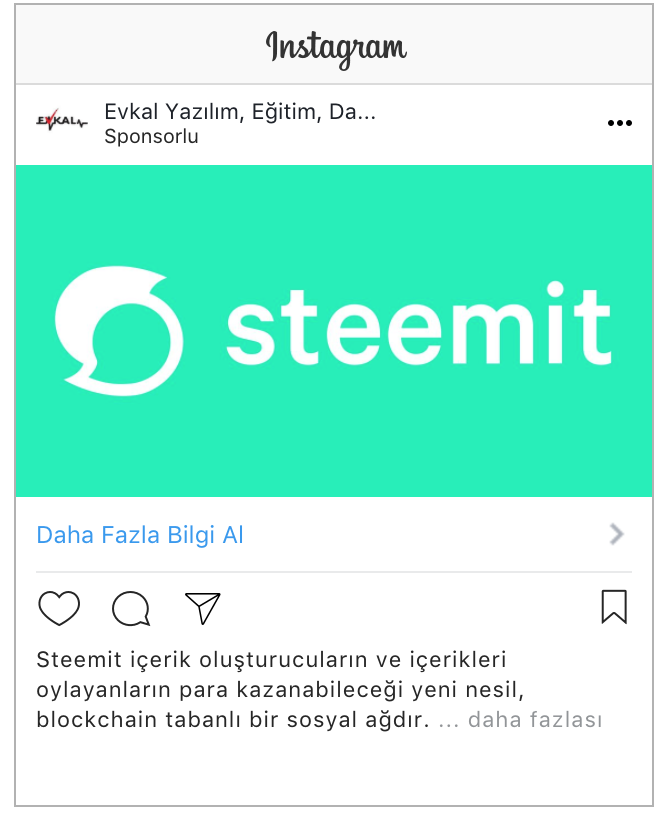 Instagram
EVKAL
Evkal Yazılım, Eğitim, Da...
Sponsorlu
steemit
Daha Fazla Bilgi Al
Steemit içerik oluşturucuların ve içerikleri
oylayanların para kazanabileceği yeni nesil,
blockchain tabanlı bir sosyal ağdır. ... daha fazlası